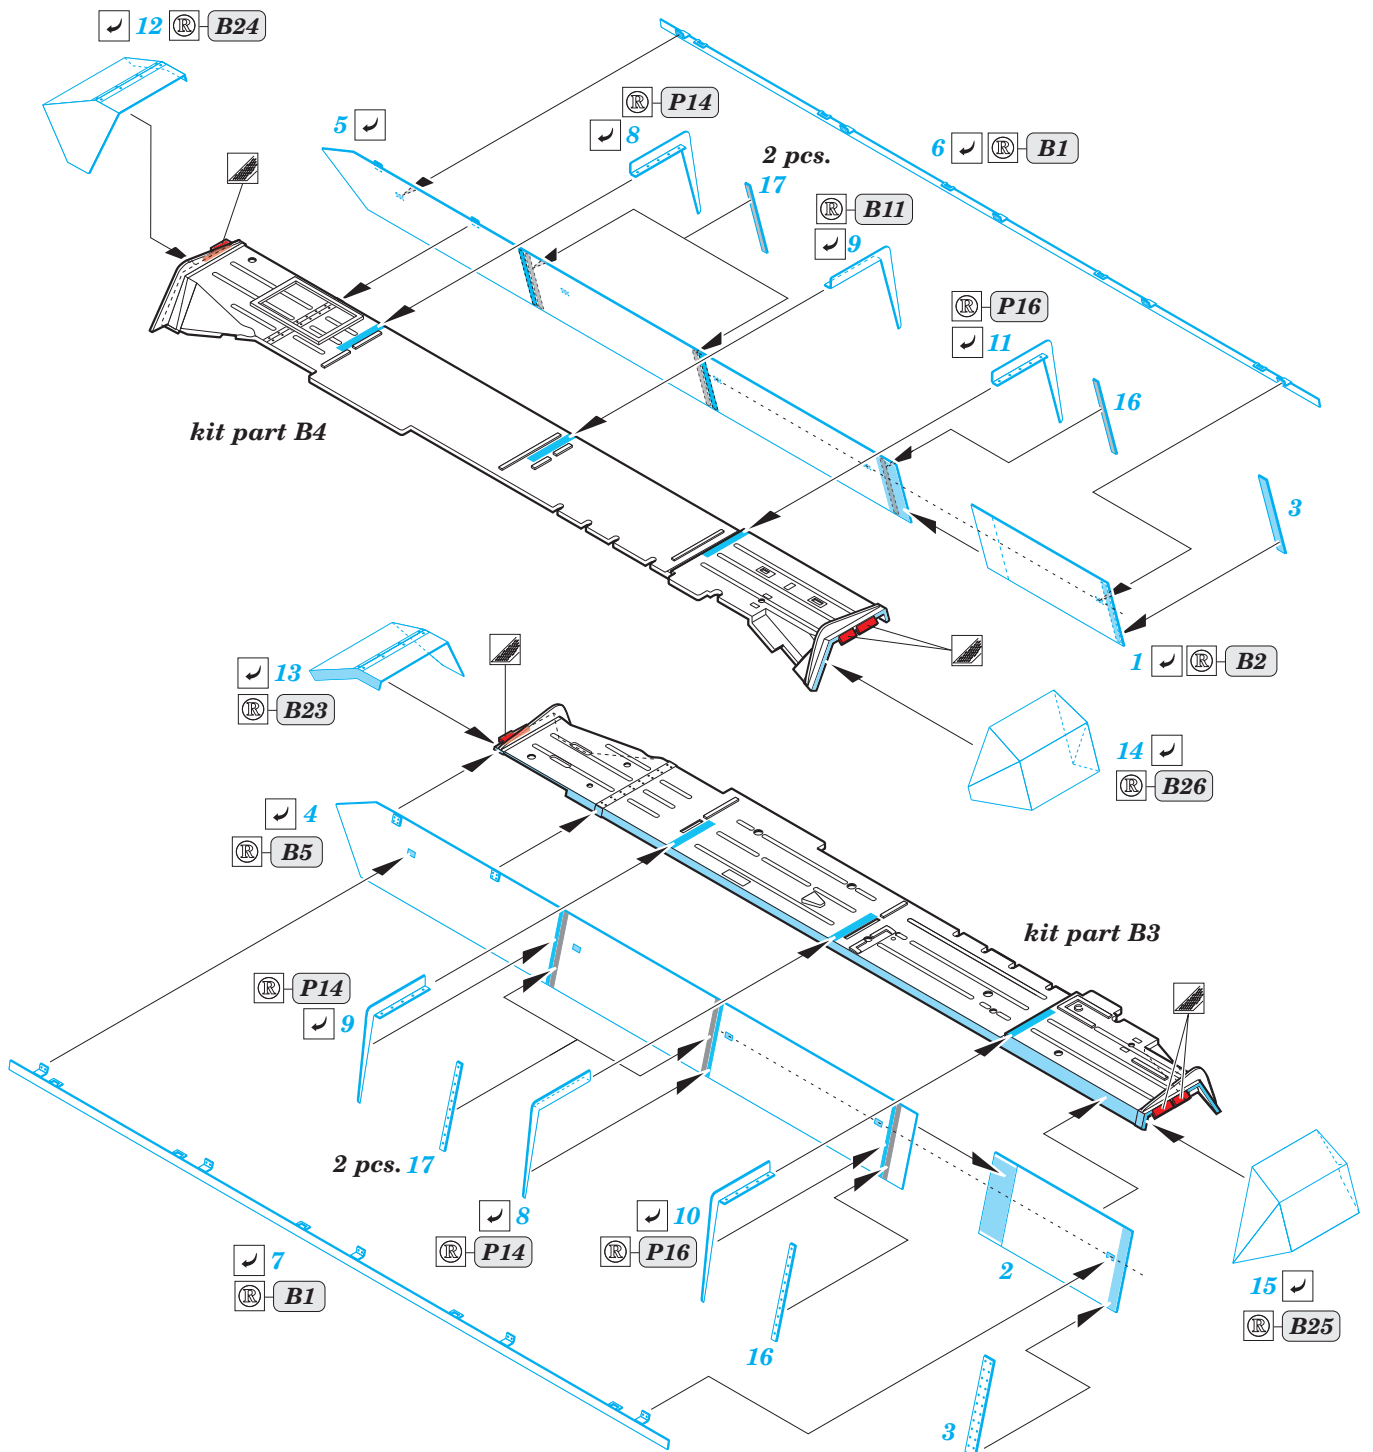 12 ® B24
5
® P14
8
2 pcs.
17
6 ® B1
® B11
9
® P16
11
16
3
kit part B4
1 ® B2
13
® B23
14
® B26
4
® B5
kit part B3
® P14
9
2 pcs. 17
8
® P14
10
® P16
2
7
® B1
16
15
® B25
3